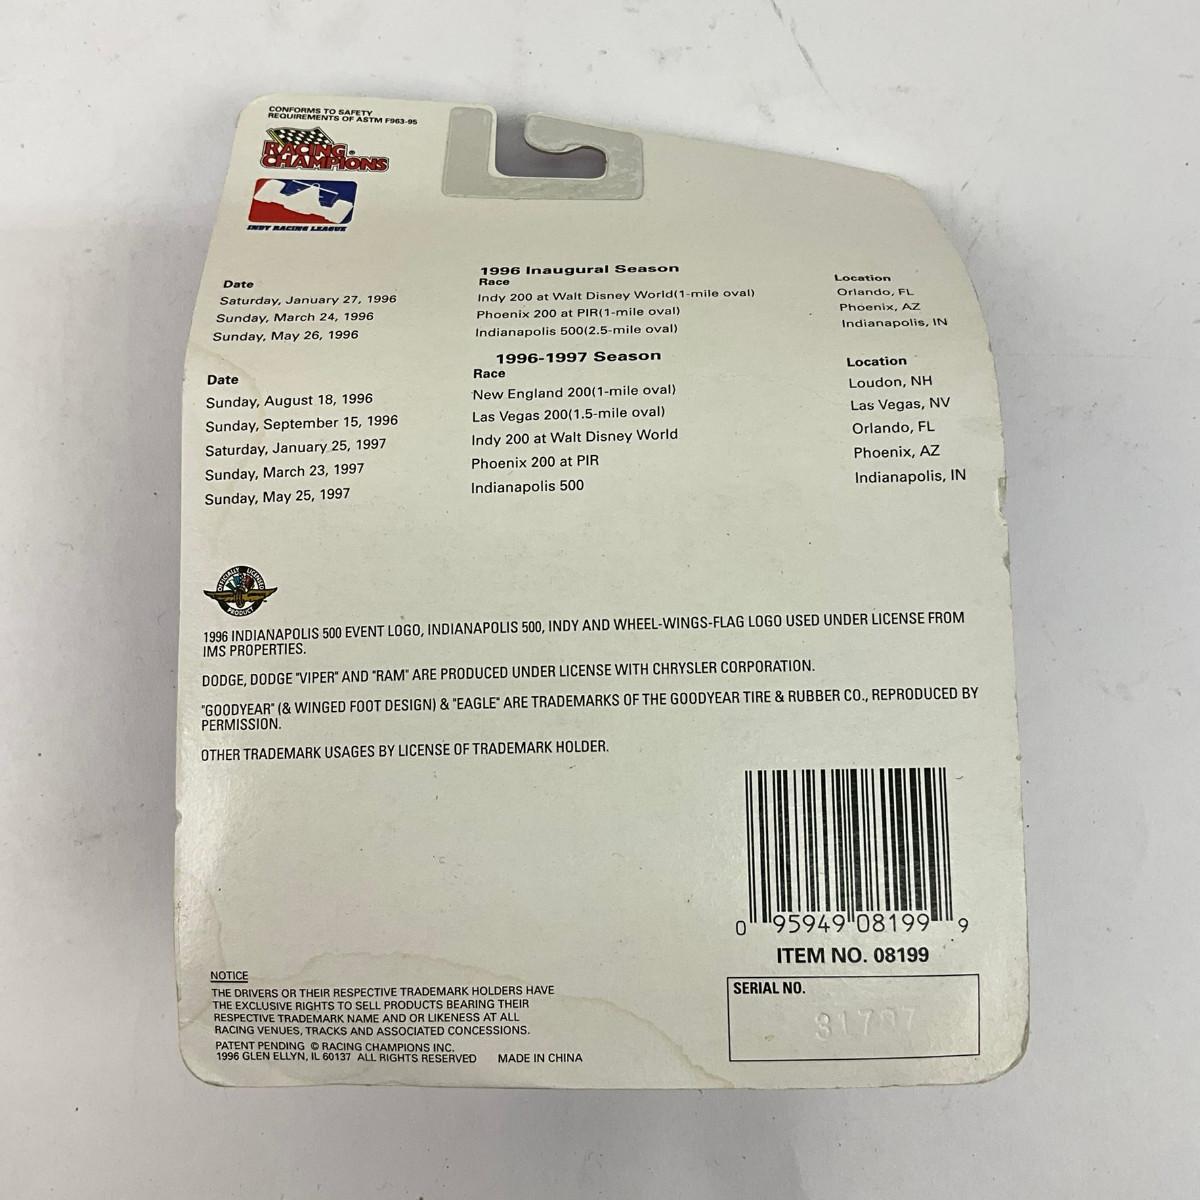 CONFORMS TO SAFETY
REQUIREMENTS OF ASTM F963-95
RACING®
CHAMPIONS
INDY RACING LEAGUE
1996 Inaugural Season
Date Race Location
Saturday, January 27, 1996 Indy 200 at Walt Disney World(1-mile oval) Orlando, FL
Sunday, March 24, 1996 Phoenix 200 at PIR(1-mile oval) Phoenix, AZ
Sunday, May 26, 1996 Indianapolis 500(2.5-mile oval) Indianapolis, IN
1996-1997 Season
Date Race Location
Sunday, August 18, 1996 New England 200(1-mile oval) Loudon, NH
Sunday, September 15, 1996 Las Vegas 200(1.5-mile oval) Las Vegas, NV
Saturday, January 25, 1997 Indy 200 at Walt Disney World Orlando, FL
Sunday, March 23, 1997 Phoenix 200 at PIR Phoenix, AZ
Sunday, May 25, 1997 Indianapolis 500 Indianapolis, IN
OFFICIALLY LICENSED
PRODUCT
1996 INDIANAPOLIS 500 EVENT LOGO, INDIANAPOLIS 500, INDY AND WHEEL-WINGS-FLAG LOGO USED UNDER LICENSE FROM
IMS PROPERTIES.
DODGE, DODGE "VIPER" AND "RAM" ARE PRODUCED UNDER LICENSE WITH CHRYSLER CORPORATION.
"GOODYEAR" (& WINGED FOOT DESIGN) & "EAGLE" ARE TRADEMARKS OF THE GOODYEAR TIRE & RUBBER CO., REPRODUCED BY
PERMISSION.
OTHER TRADEMARK USAGES BY LICENSE OF TRADEMARK HOLDER.
0 95949 08199 9
ITEM NO. 08199
SERIAL NO.
NOTICE
THE DRIVERS OR THEIR RESPECTIVE TRADEMARK HOLDERS HAVE
THE EXCLUSIVE RIGHTS TO SELL PRODUCTS BEARING THEIR
RESPECTIVE TRADEMARK NAME AND OR LIKENESS AT ALL
RACING VENUES, TRACKS AND ASSOCIATED CONCESSIONS.
PATENT PENDING © RACING CHAMPIONS INC.
1996 GLEN ELLYN, IL 60137 ALL RIGHTS RESERVED MADE IN CHINA